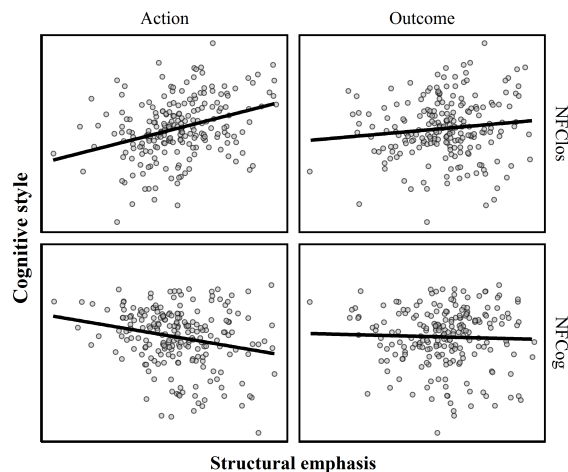 Action
Outcome
NFClos
Cognitive style
NFCog
Structural emphasis